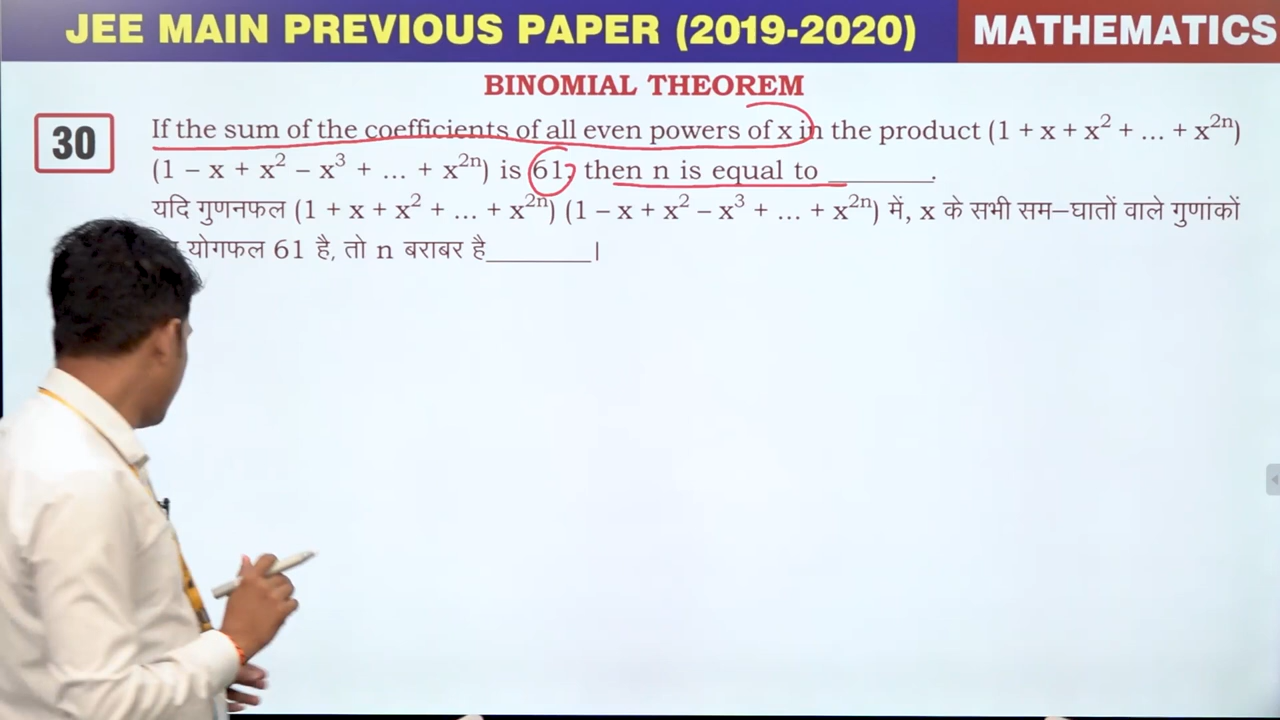 JEE MAIN PREVIOUS PAPER (2019-2020) MATHEMATICS
BINOMIAL THEOREM
30 If the sum of the coefficients of all even powers of x in the product (1 + x + x² + ... + x²ⁿ)
(1 – x + x² – x³ + ... + x²ⁿ) is 61, then n is equal to _______.
यदि गुणनफल (1 + x + x² + ... + x²ⁿ) (1 – x + x² – x³ + ... + x²ⁿ) में, x के सभी सम–घातों वाले गुणांकों
योगफल 61 है, तो n बराबर है_______।